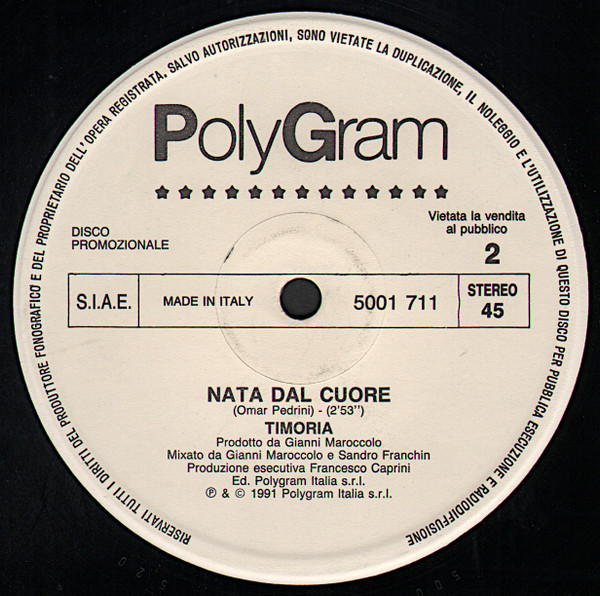 RISERVATI TUTTI I DIRITTI DEL PRODUTTORE FONOGRAFICO E DEL PROPRIETARIO DELL'OPERA REGISTRATA. SALVO AUTORIZZAZIONI, SONO VIETATE LA DUPLICAZIONE, IL NOLEGGIO E L'UTILIZZAZIONE DI QUESTO DISCO PER PUBBLICA ESECUZIONE E RADIODIFFUSIONE
PolyGram
DISCO
PROMOZIONALE
Vietata la vendita
al pubblico
2
S.I.A.E.
MADE IN ITALY
5001 711
STEREO
45
NATA DAL CUORE
(Omar Pedrini) - (2'53'')
TIMORIA
Prodotto da Gianni Maroccolo
Mixato da Gianni Maroccolo e Sandro Franchin
Produzione esecutiva Francesco Caprini
Ed. Polygram Italia s.r.l.
℗ & © 1991 Polygram Italia s.r.l.